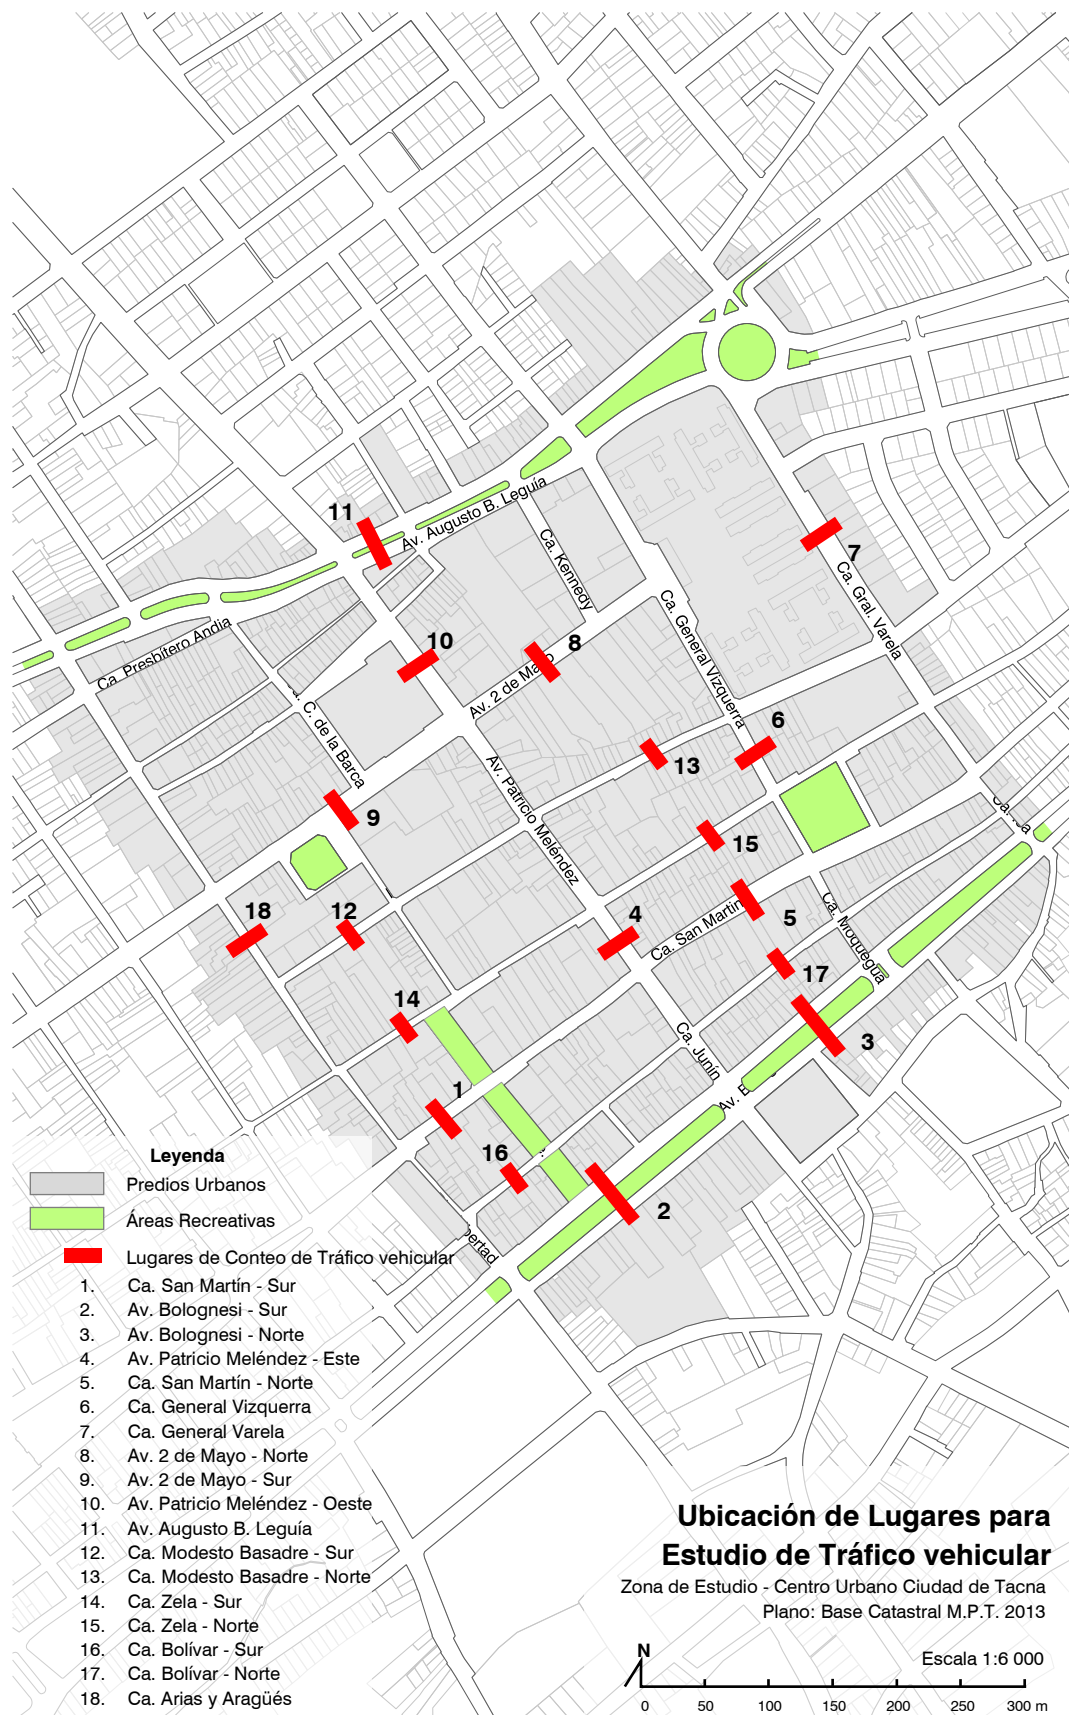 11
Av. Augusto B. Leguía
Ca. Kennedy
7
Ca. Gral. Varela
Ca. General Vizquerra
Ca. Presbítero Andia
10
8
Av. 2 de Mayo
C. de la Barca
6
13
Av. Patricio Meléndez
9
15
18
12
4
5
Ca. San Martín
Ca. Moquegua
17
14
3
Ca. Junín
1
Av.
16
2
Leyenda
Predios Urbanos
Áreas Recreativas
Lugares de Conteo de Tráfico vehicular
1. Ca. San Martín - Sur
2. Av. Bolognesi - Sur
3. Av. Bolognesi - Norte
4. Av. Patricio Meléndez - Este
5. Ca. San Martín - Norte
6. Ca. General Vizquerra
7. Ca. General Varela
8. Av. 2 de Mayo - Norte
9. Av. 2 de Mayo - Sur
10. Av. Patricio Meléndez - Oeste
11. Av. Augusto B. Leguía
12. Ca. Modesto Basadre - Sur
13. Ca. Modesto Basadre - Norte
14. Ca. Zela - Sur
15. Ca. Zela - Norte
16. Ca. Bolívar - Sur
17. Ca. Bolívar - Norte
18. Ca. Arias y Aragüés
Ubicación de Lugares para
Estudio de Tráfico vehicular
Zona de Estudio - Centro Urbano Ciudad de Tacna
Plano: Base Catastral M.P.T. 2013
N
Escala 1:6 000
0 50 100 150 200 250 300 m